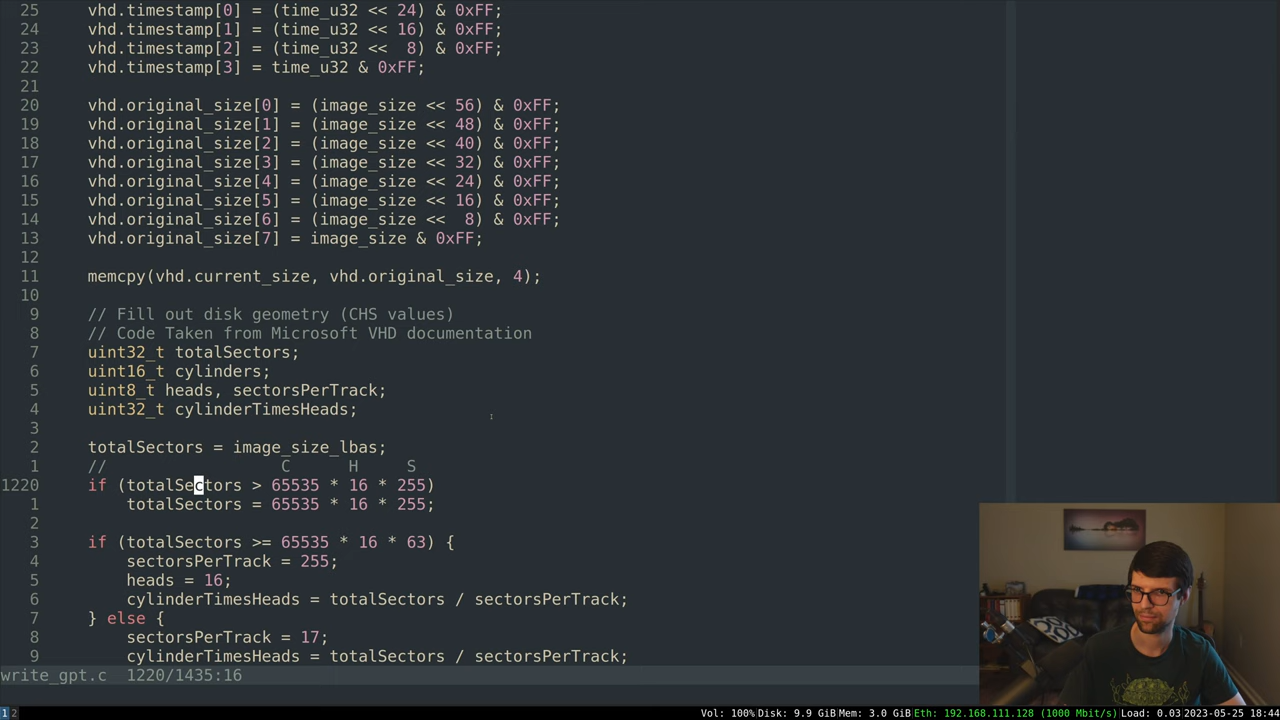 25 vhd.timestamp[0] = (time_u32 << 24) & 0xFF;
24 vhd.timestamp[1] = (time_u32 << 16) & 0xFF;
23 vhd.timestamp[2] = (time_u32 <<  8) & 0xFF;
22 vhd.timestamp[3] = time_u32 & 0xFF;
21
20 vhd.original_size[0] = (image_size << 56) & 0xFF;
19 vhd.original_size[1] = (image_size << 48) & 0xFF;
18 vhd.original_size[2] = (image_size << 40) & 0xFF;
17 vhd.original_size[3] = (image_size << 32) & 0xFF;
16 vhd.original_size[4] = (image_size << 24) & 0xFF;
15 vhd.original_size[5] = (image_size << 16) & 0xFF;
14 vhd.original_size[6] = (image_size <<  8) & 0xFF;
13 vhd.original_size[7] = image_size & 0xFF;
12
11 memcpy(vhd.current_size, vhd.original_size, 4);
10
9 // Fill out disk geometry (CHS values)
8 // Code Taken from Microsoft VHD documentation
7 uint32_t totalSectors;
6 uint16_t cylinders;
5 uint8_t heads, sectorsPerTrack;
4 uint32_t cylinderTimesHeads;
3
2 totalSectors = image_size_lbas;
1 // C H S
1220 if (totalSectors > 65535 * 16 * 255)
1 totalSectors = 65535 * 16 * 255;
2
3 if (totalSectors >= 65535 * 16 * 63) {
4 sectorsPerTrack = 255;
5 heads = 16;
6 cylinderTimesHeads = totalSectors / sectorsPerTrack;
7 } else {
8 sectorsPerTrack = 17;
9 cylinderTimesHeads = totalSectors / sectorsPerTrack;
write_gpt.c 1220/1435:16
1 2 Vol: 100% Disk: 9.9 GiB Mem: 3.0 GiB Eth: 192.168.111.128 (1000 Mbit/s) Load: 0.03 2023-05-25 18:44